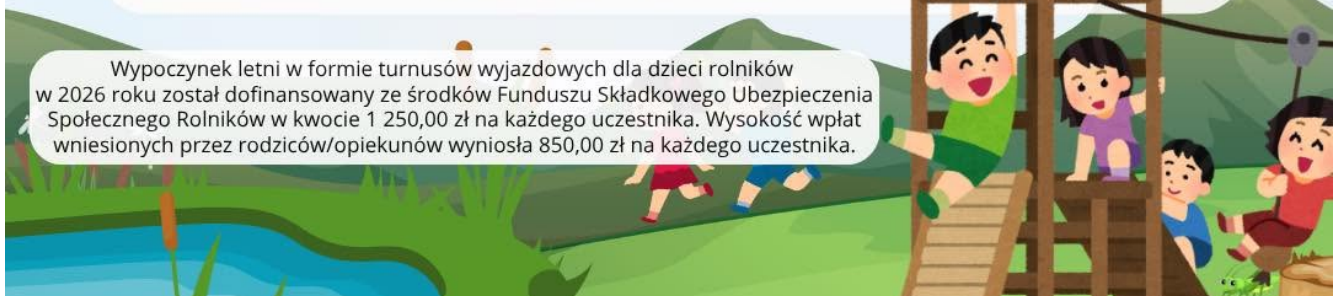 Wypoczynek letni w formie turnusów wyjazdowych dla dzieci rolników
w 2026 roku został dofinansowany ze środków Funduszu Składkowego Ubezpieczenia
Społecznego Rolników w kwocie 1 250,00 zł na każdego uczestnika. Wysokość wpłat
wniesionych przez rodziców/opiekunów wyniosła 850,00 zł na każdego uczestnika.